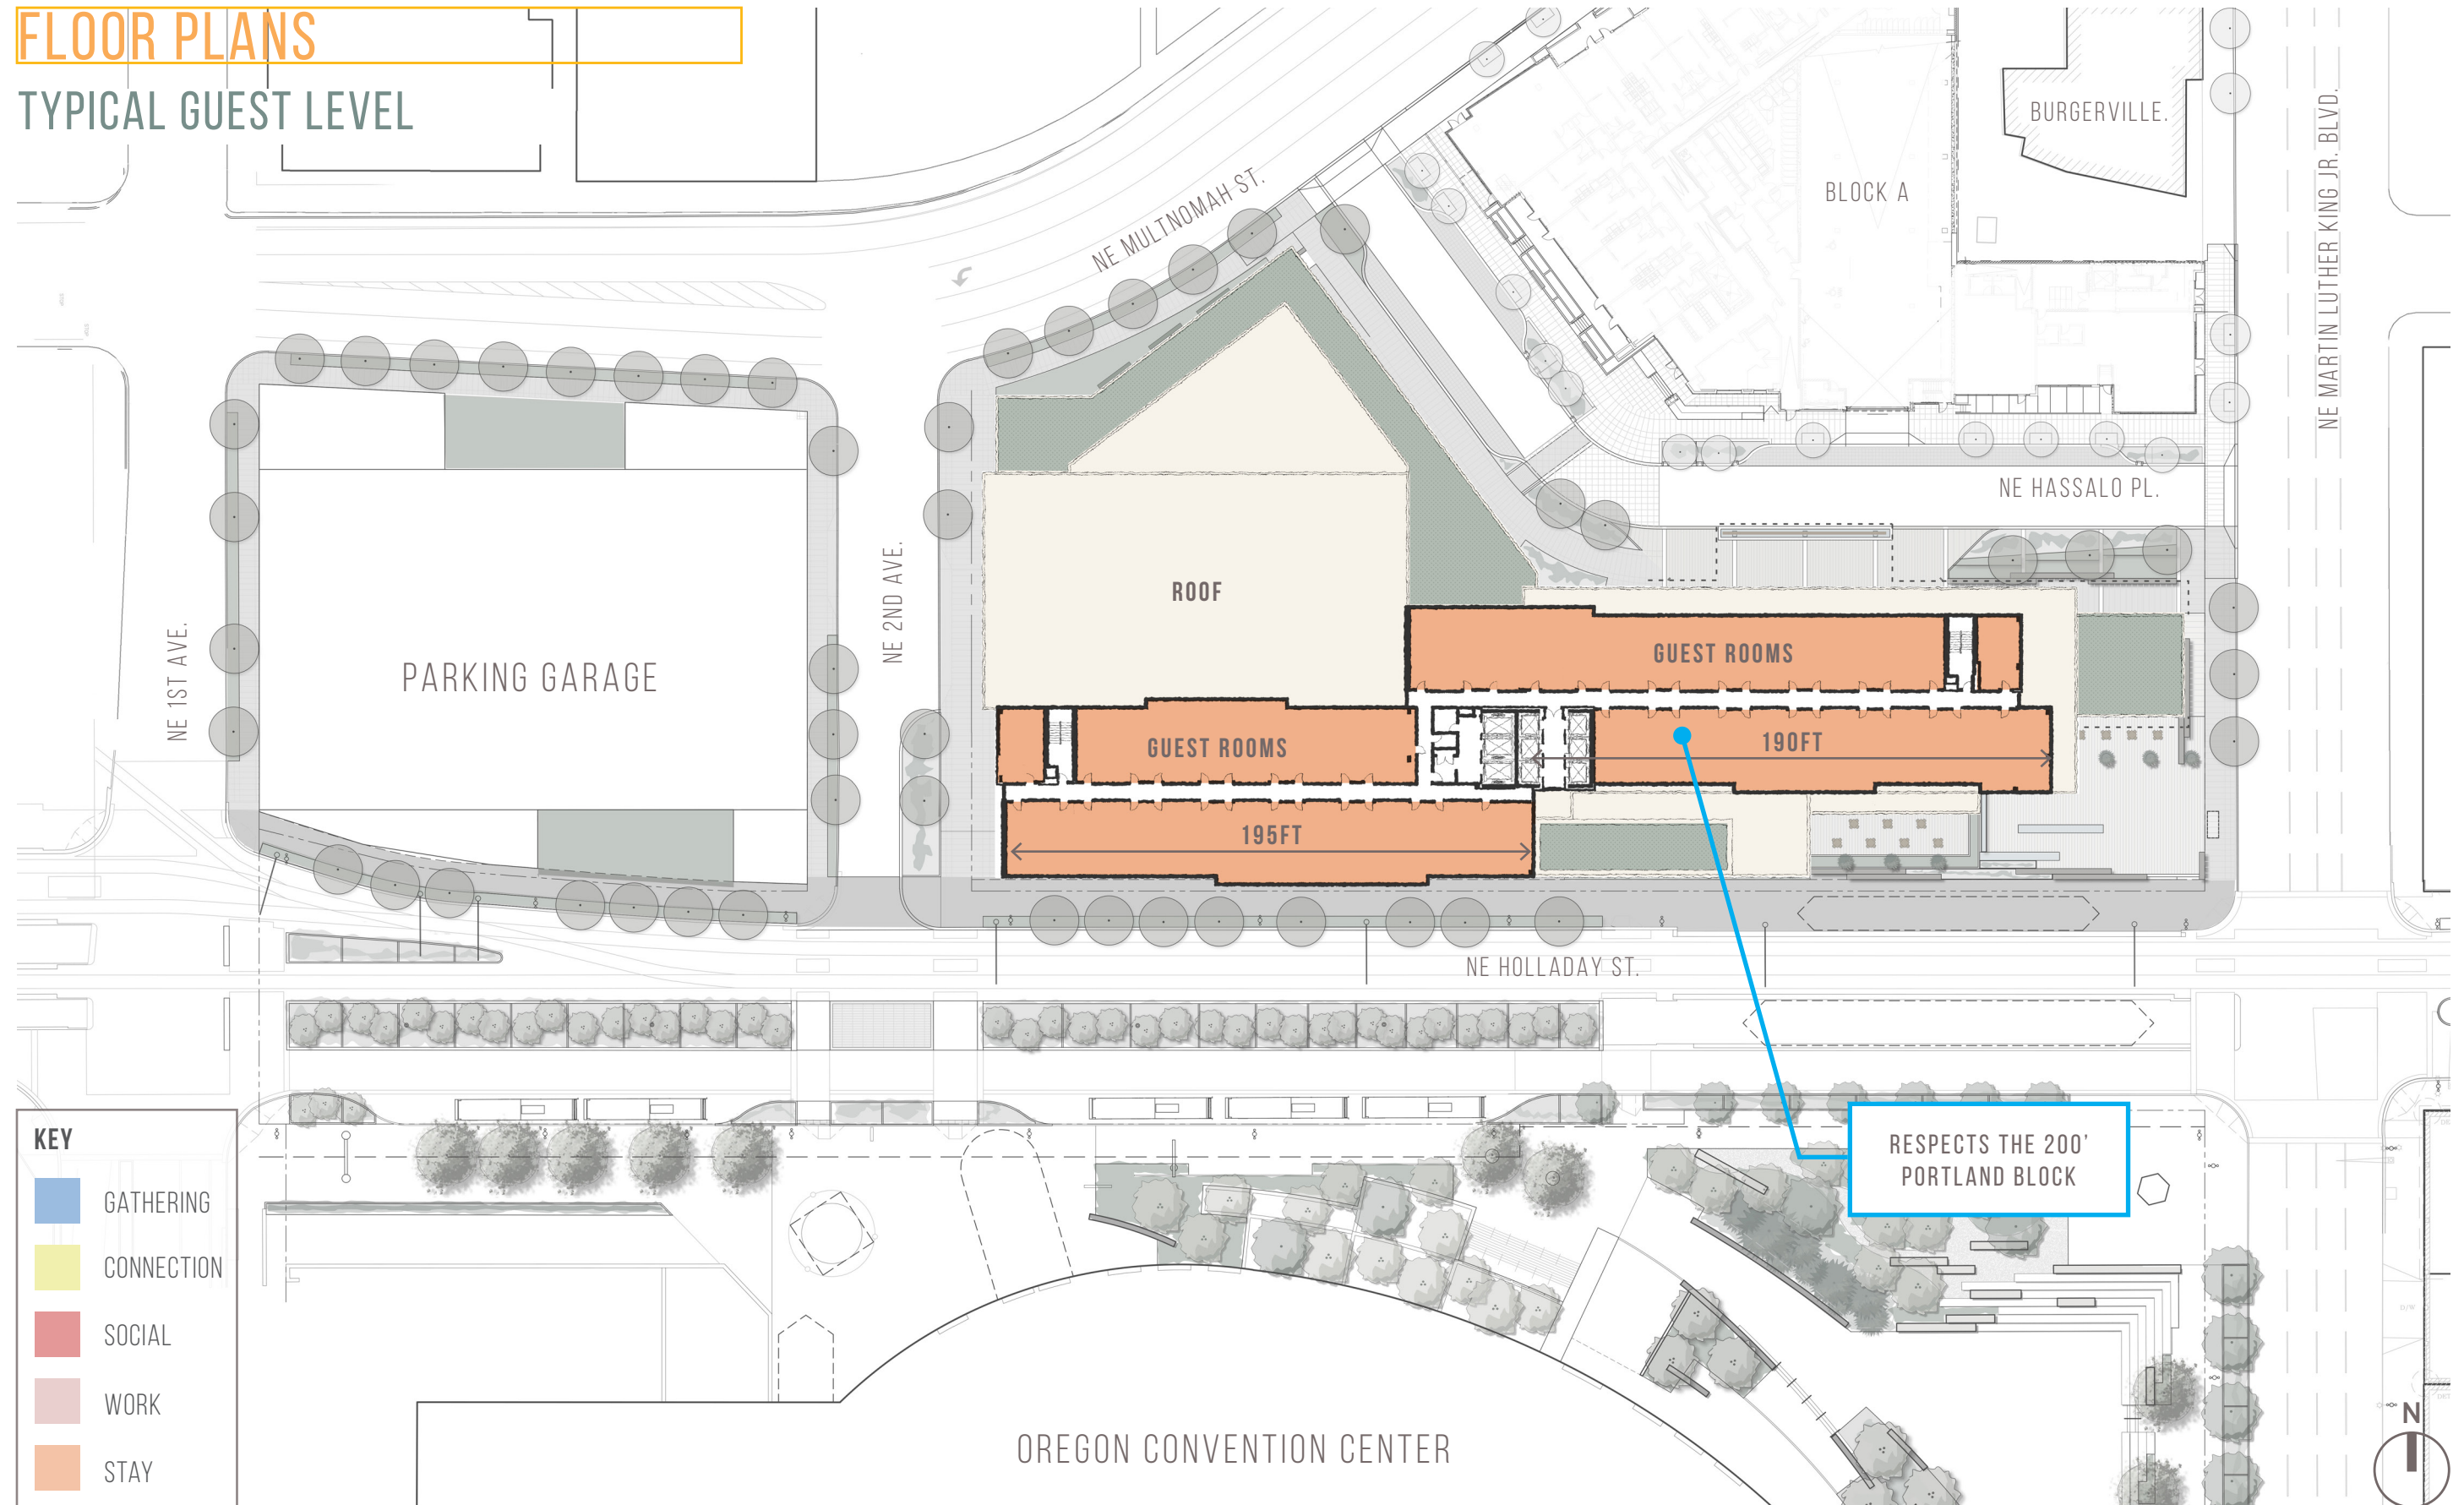 FLOOR PLANS
TYPICAL GUEST LEVEL
BURGERVILLE.
BLOCK A
NE MARTIN LUTHER KING JR. BLVD.
NE MULTNOMAH ST.
NE HASSALO PL.
NE 1ST AVE.
PARKING GARAGE
NE 2ND AVE.
ROOF
GUEST ROOMS
GUEST ROOMS
190FT
195FT
NE HOLLADAY ST.
RESPECTS THE 200'
PORTLAND BLOCK
KEY
GATHERING
CONNECTION
SOCIAL
WORK
STAY
OREGON CONVENTION CENTER
N